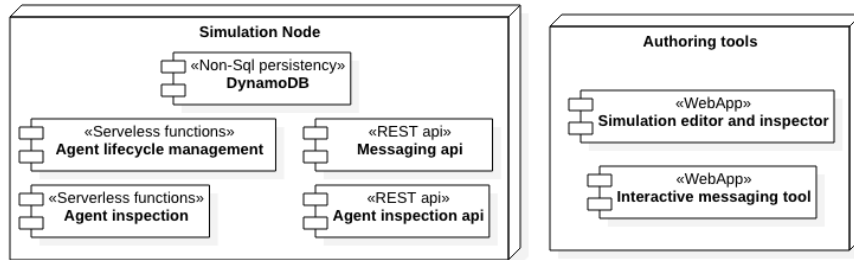 Simulation Node
«Non-Sql persistency»
DynamoDB
«Serveless functions»
Agent lifecycle management
«REST api»
Messaging api
«Serverless functions»
Agent inspection
«REST api»
Agent inspection api
Authoring tools
«WebApp»
Simulation editor and inspector
«WebApp»
Interactive messaging tool